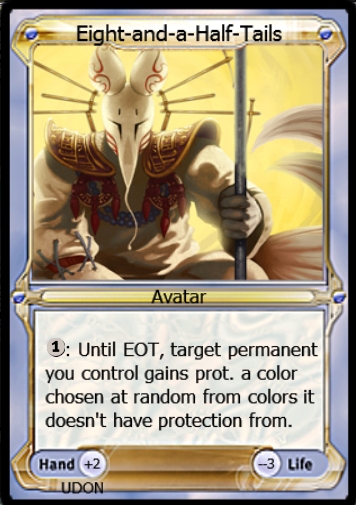 Eight-and-a-Half-Tails
Avatar
①: Until EOT, target permanent
you control gains prot. a color
chosen at random from colors it
doesn't have protection from.
Hand +2 --3 Life
UDON